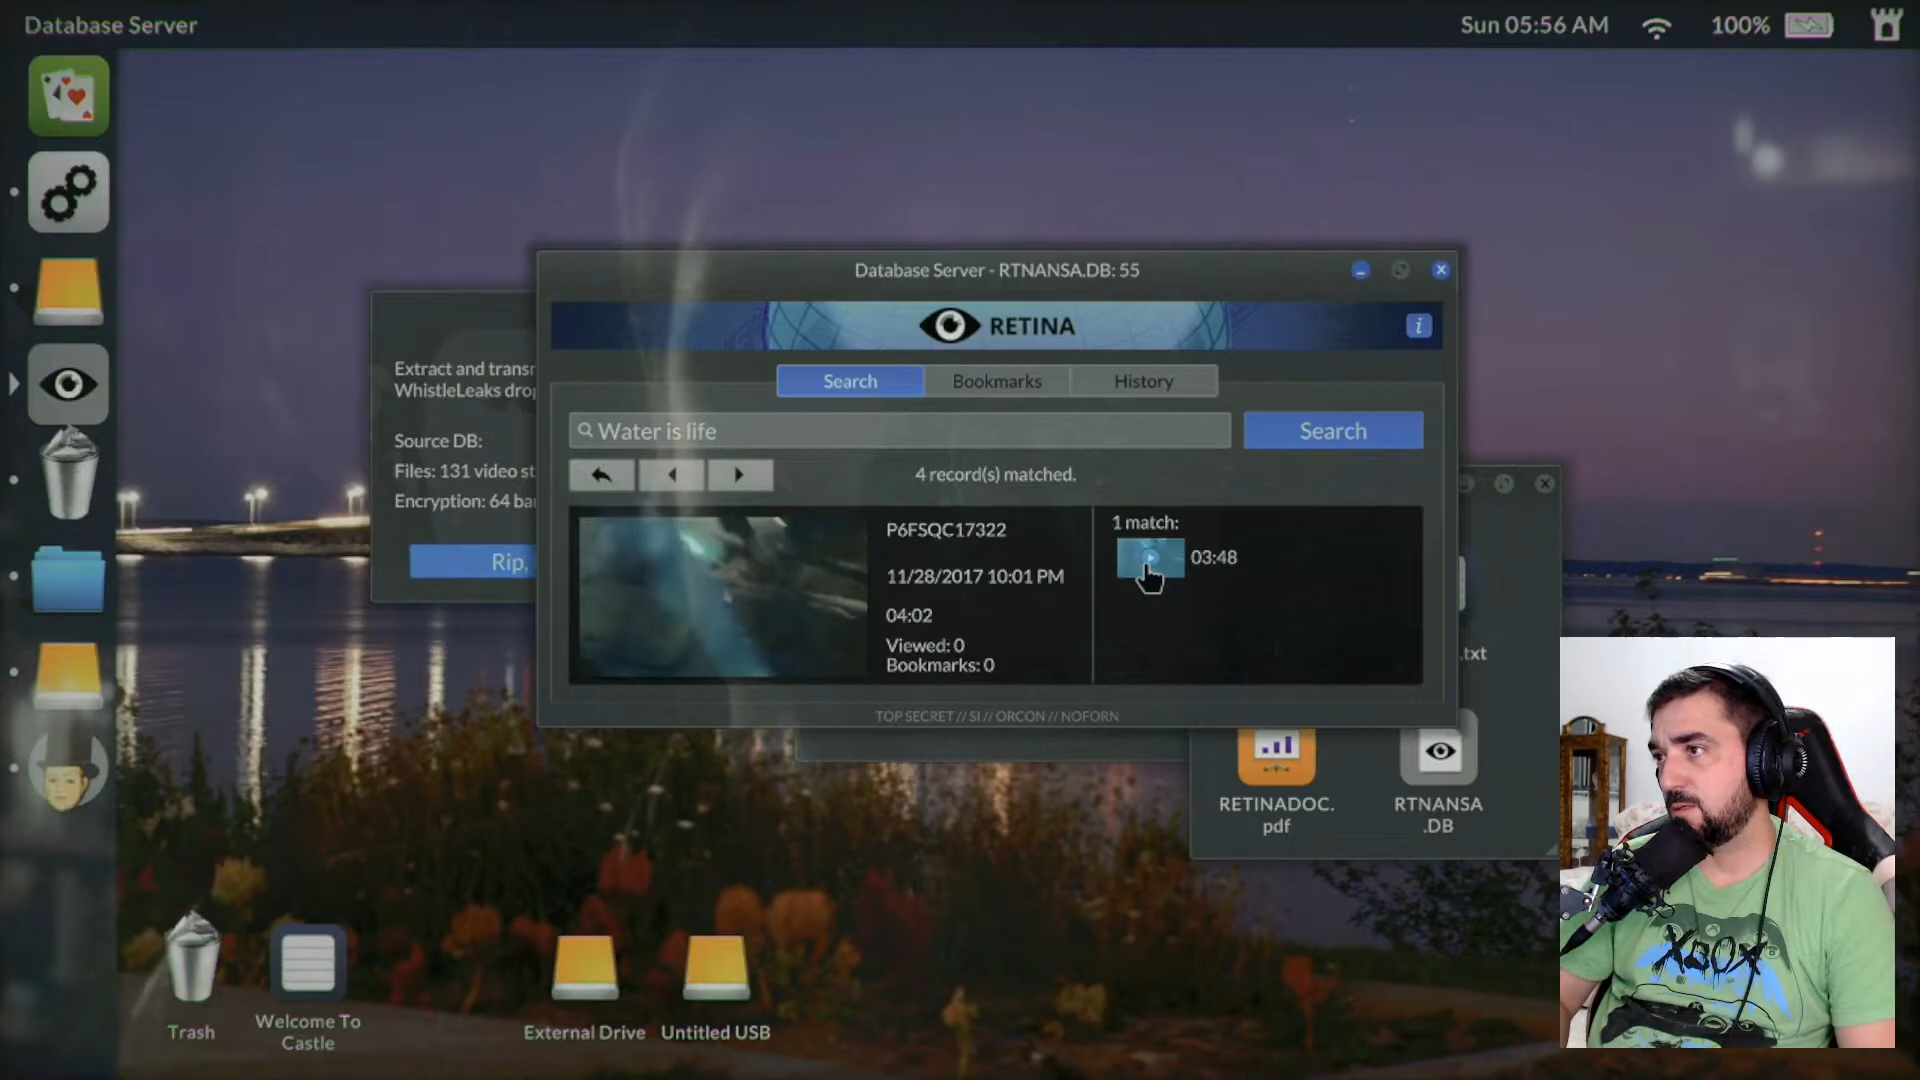 Database Server
Sun 05:56 AM
100%
Database Server - RTNANSA.DB: 55
RETINA
i
Search
Bookmarks
History
Extract and transm
WhistleLeaks drop
Source DB:
Files: 131 video st
Encryption: 64 ba
Rip,
Water is life
Search
4 record(s) matched.
P6FSQC17322
11/28/2017 10:01 PM
04:02
Viewed: 0
Bookmarks: 0
1 match:
03:48
TOP SECRET // SI // ORCON // NOFORN
.txt
RETINADOC.
pdf
RTNANSA
.DB
Trash
Welcome To
Castle
External Drive
Untitled USB
XBOX